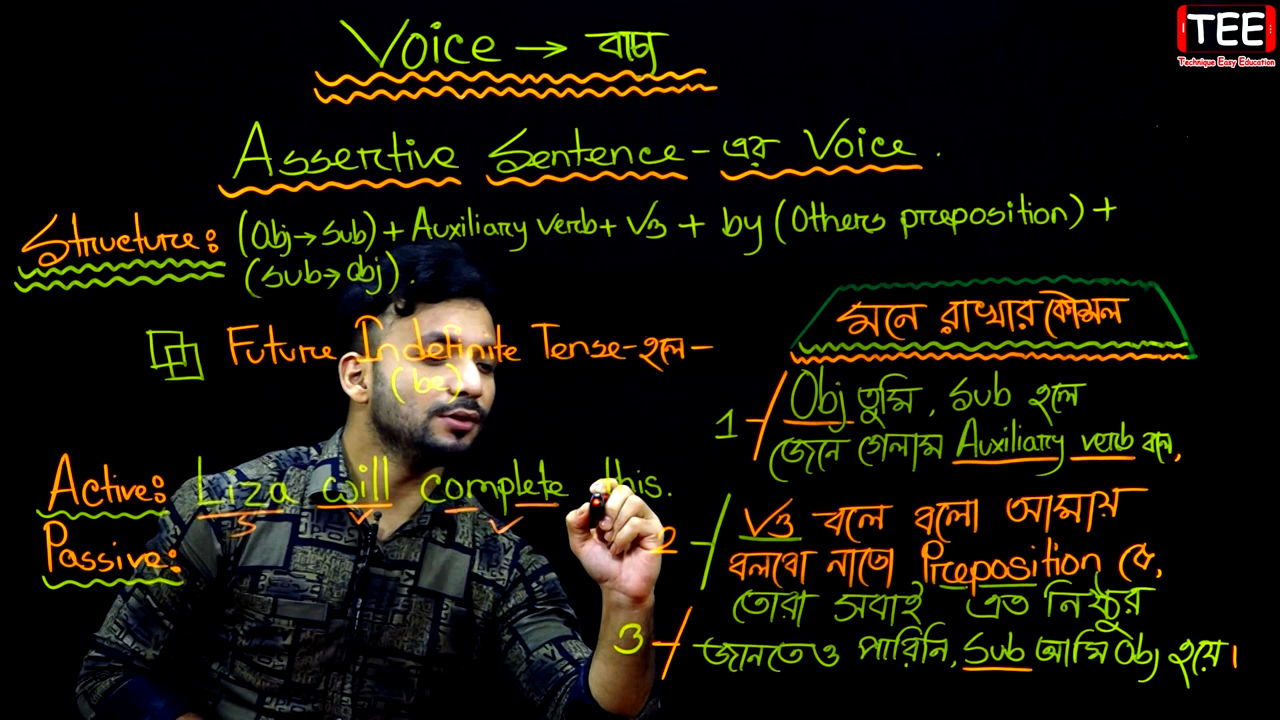 TEE
Technique Easy Education
Voice → বাচ্য
Assertive Sentence-এর Voice.
Structure: (Obj→Sub) + Auxiliary verb + V3 + by (Others preposition) +
(Sub→obj).
Future Indefinite Tense-হলে-
(be)
Active: Liza will complete this.
S
Passive:
মনে রাখার কৌশল
1 Obj তুমি, Sub হলে
জেনে গেলাম Auxiliary verb বলে,
2 V3 বলে বলো আমায়
বলবো নাতো Preposition কে,
তোরা সবাই এত নিষ্ঠুর
3 জানতেও পারিনি, Sub আমি Obj হয়ে।